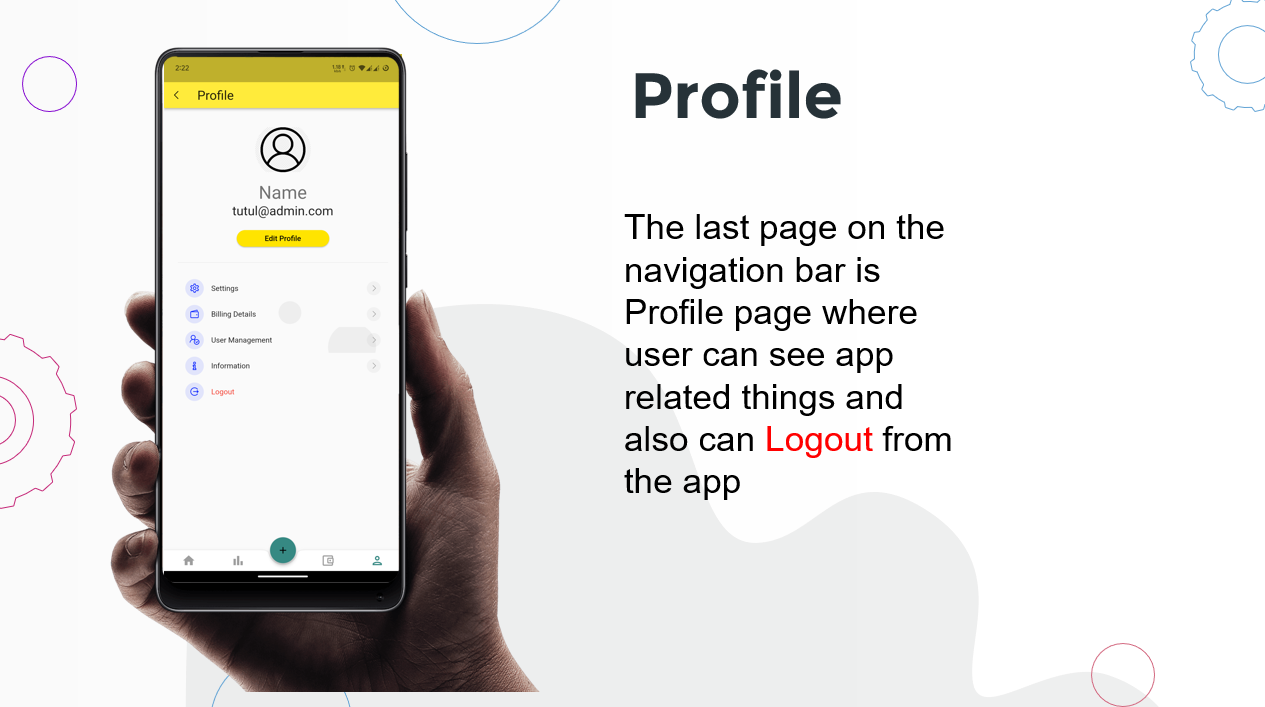 2:22
Profile
Name
tutul@admin.com
Edit Profile
Settings
Billing Details
User Management
Information
Logout
Profile
The last page on the
navigation bar is
Profile page where
user can see app
related things and
also can Logout from
the app